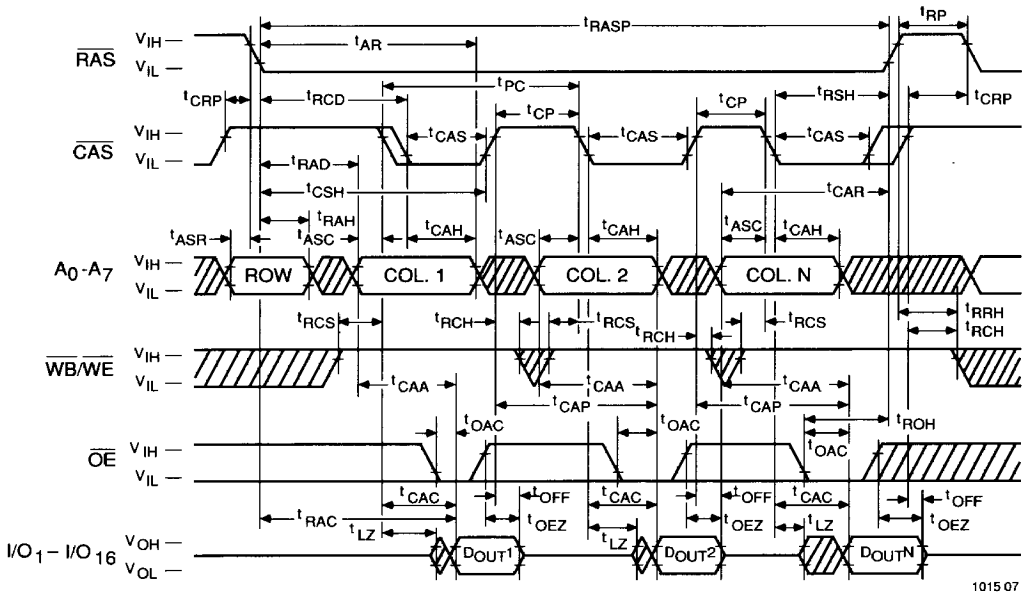 tRASP
tRP
tAR
RAS
VIH
VIL
tPC
tCRP
tRCD
tCP
tCP
tRSH
tCRP
CAS
VIH
VIL
tCAS
tCAS
tCAS
tRAD
tCSH
tCAR
tRAH
tASR
tASC
tCAH
tASC
tCAH
tASC
tCAH
A0-A7
VIH
VIL
ROW
COL. 1
COL. 2
COL. N
tRCS
tRCH
tRCS
tRCH
tRCS
tRRH
tRCH
WB/WE
VIH
VIL
tCAA
tCAA
tCAA
tCAP
tCAP
tOAC
tOAC
tROH
tOAC
OE
VIH
VIL
tCAC
tOFF
tCAC
tOFF
tCAC
tOFF
tRAC
tOEZ
tOEZ
tOEZ
tLZ
tLZ
tLZ
I/O1 – I/O16
VOH
VOL
DOUT1
DOUT2
DOUTN
1015 07